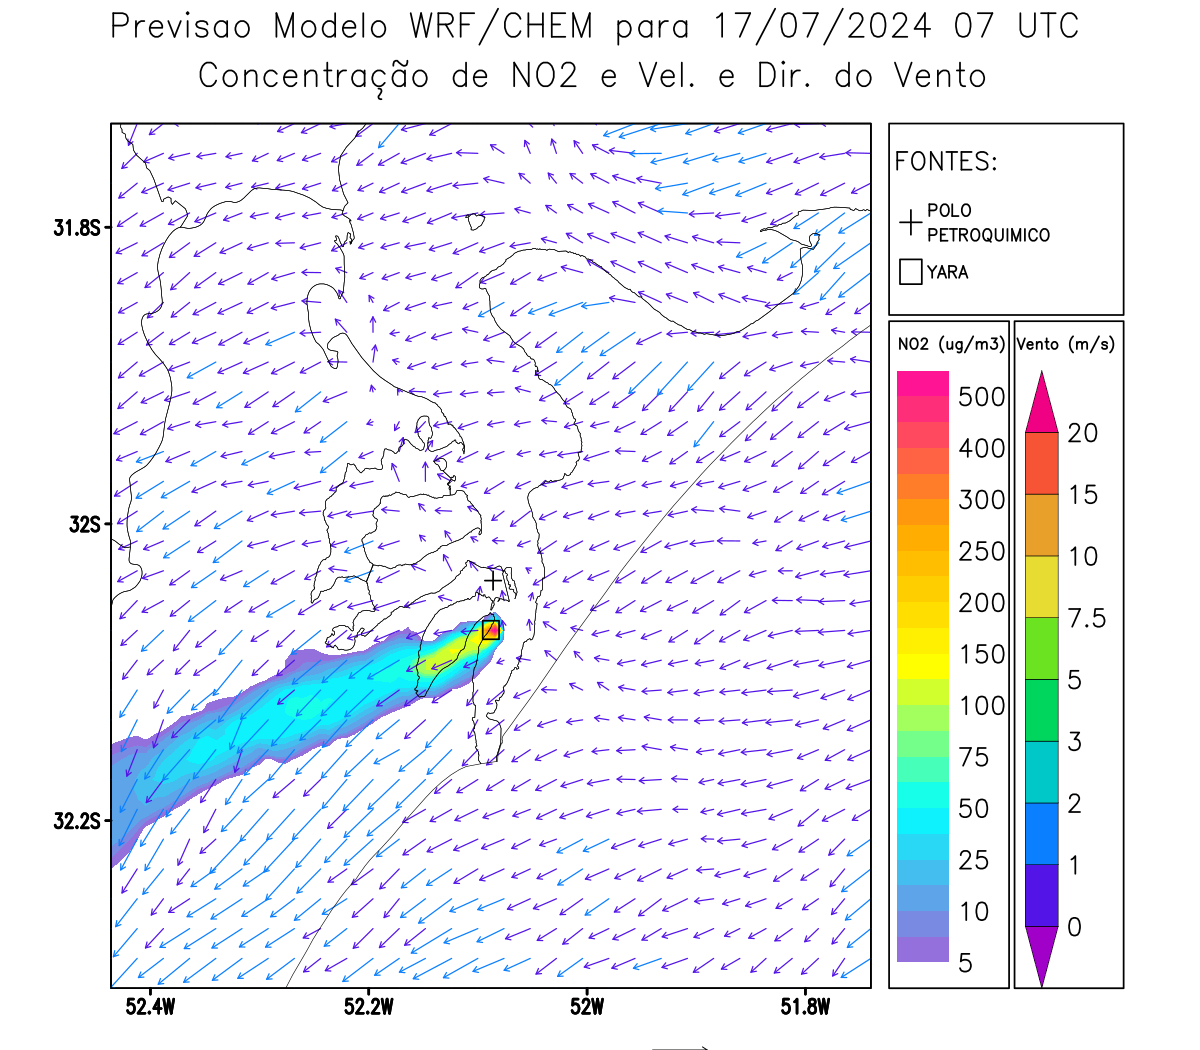 Previsao Modelo WRF/CHEM para 17/07/2024 07 UTC
Concentração de NO2 e Vel. e Dir. do Vento
FONTES:
POLO
PETROQUIMICO
YARA
NO2 (ug/m3)
500
400
300
250
200
150
100
75
50
25
10
5
Vento (m/s)
20
15
10
7.5
5
3
2
1
0
31.8S
32S
32.2S
52.4W
52.2W
52W
51.8W